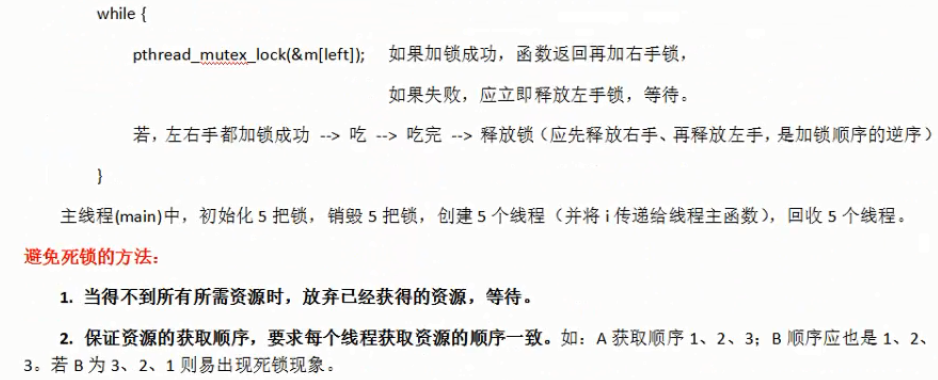 while {
pthread_mutex_lock(&m[left]); 如果加锁成功，函数返回再加右手锁，
如果失败，应立即释放左手锁，等待。
若，左右手都加锁成功 --> 吃 --> 吃完 --> 释放锁（应先释放右手、再释放左手，是加锁顺序的逆序）
}
主线程(main)中，初始化 5 把锁，销毁 5 把锁，创建 5 个线程（并将 i 传递给线程主函数），回收 5 个线程。
避免死锁的方法：
1. 当得不到所有所需资源时，放弃已经获得的资源，等待。
2. 保证资源的获取顺序，要求每个线程获取资源的顺序一致。如：A 获取顺序 1、2、3；B 顺序应也是 1、2、
3。若 B 为 3、2、1 则易出现死锁现象。